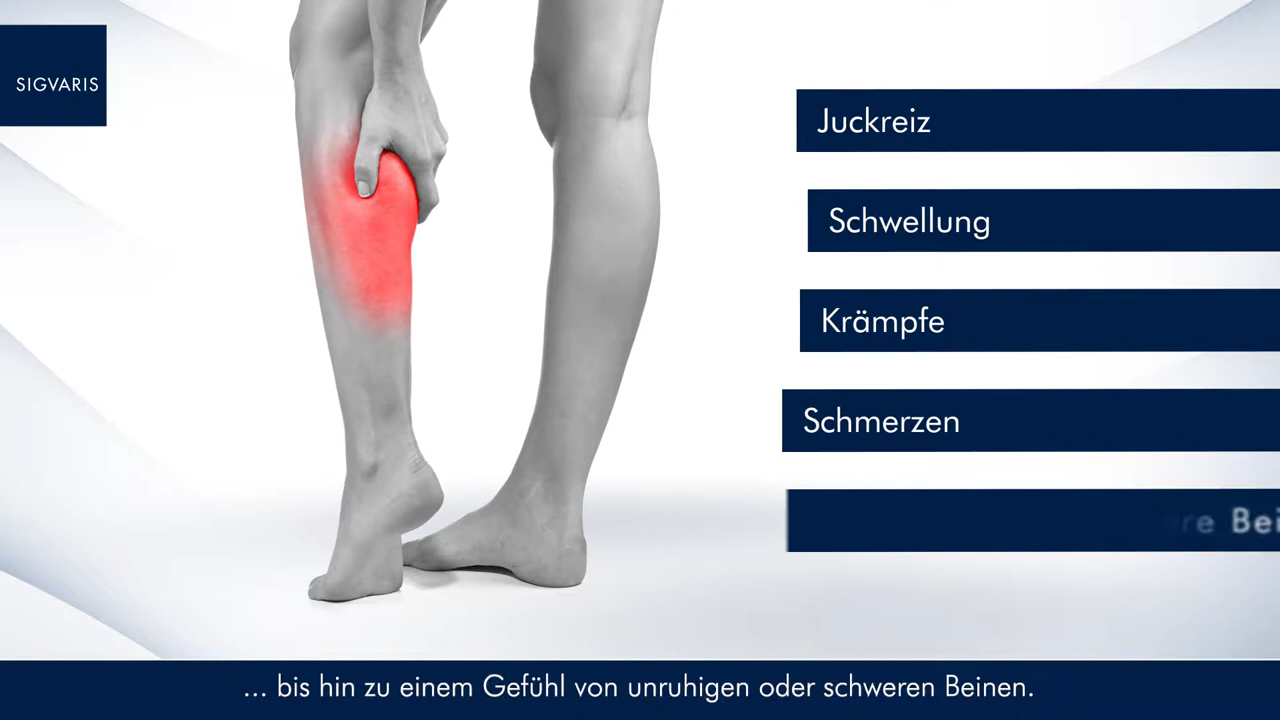 SIGVARIS
Juckreiz
Schwellung
Krämpfe
Schmerzen
... bis hin zu einem Gefühl von unruhigen oder schweren Beinen.